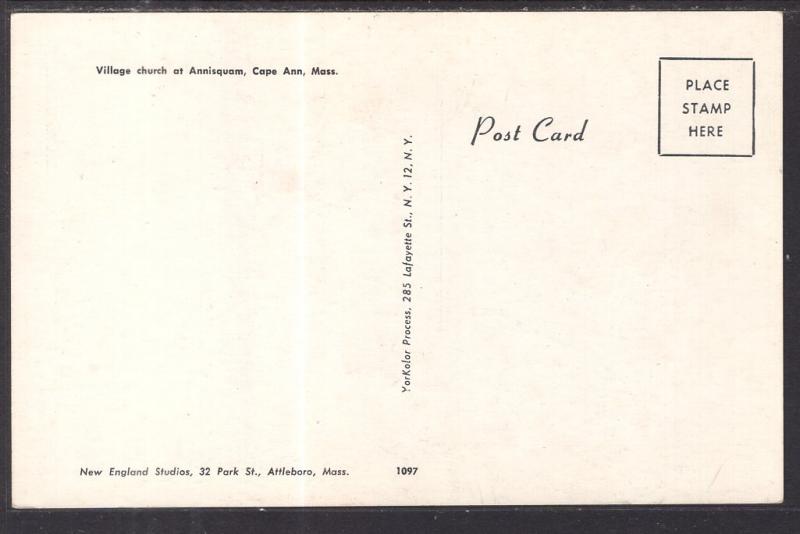 Village church at Annisquam, Cape Ann, Mass.
Post Card
PLACE
STAMP
HERE
YorKolor Process, 285 Lafayette St., N. Y. 12, N. Y.
New England Studios, 32 Park St., Attleboro, Mass.
1097